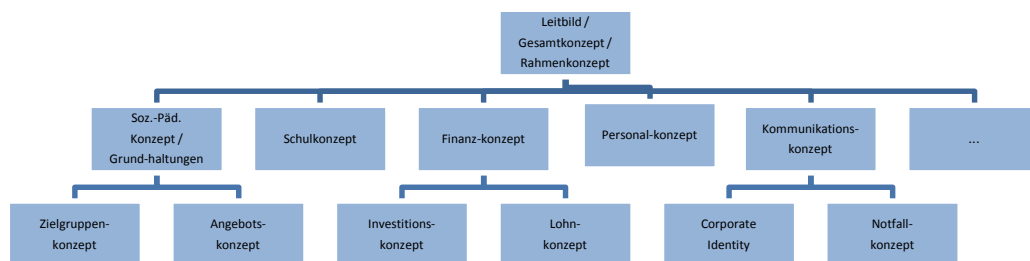 Leitbild /
Gesamtkonzept /
Rahmenkonzept
Soz.-Päd.
Konzept /
Grund-haltungen
Schulkonzept
Finanz-konzept
Personal-konzept
Kommunikations-
konzept
...
Zielgruppen-
konzept
Angebots-
konzept
Investitions-
konzept
Lohn-
konzept
Corporate
Identity
Notfall-
konzept